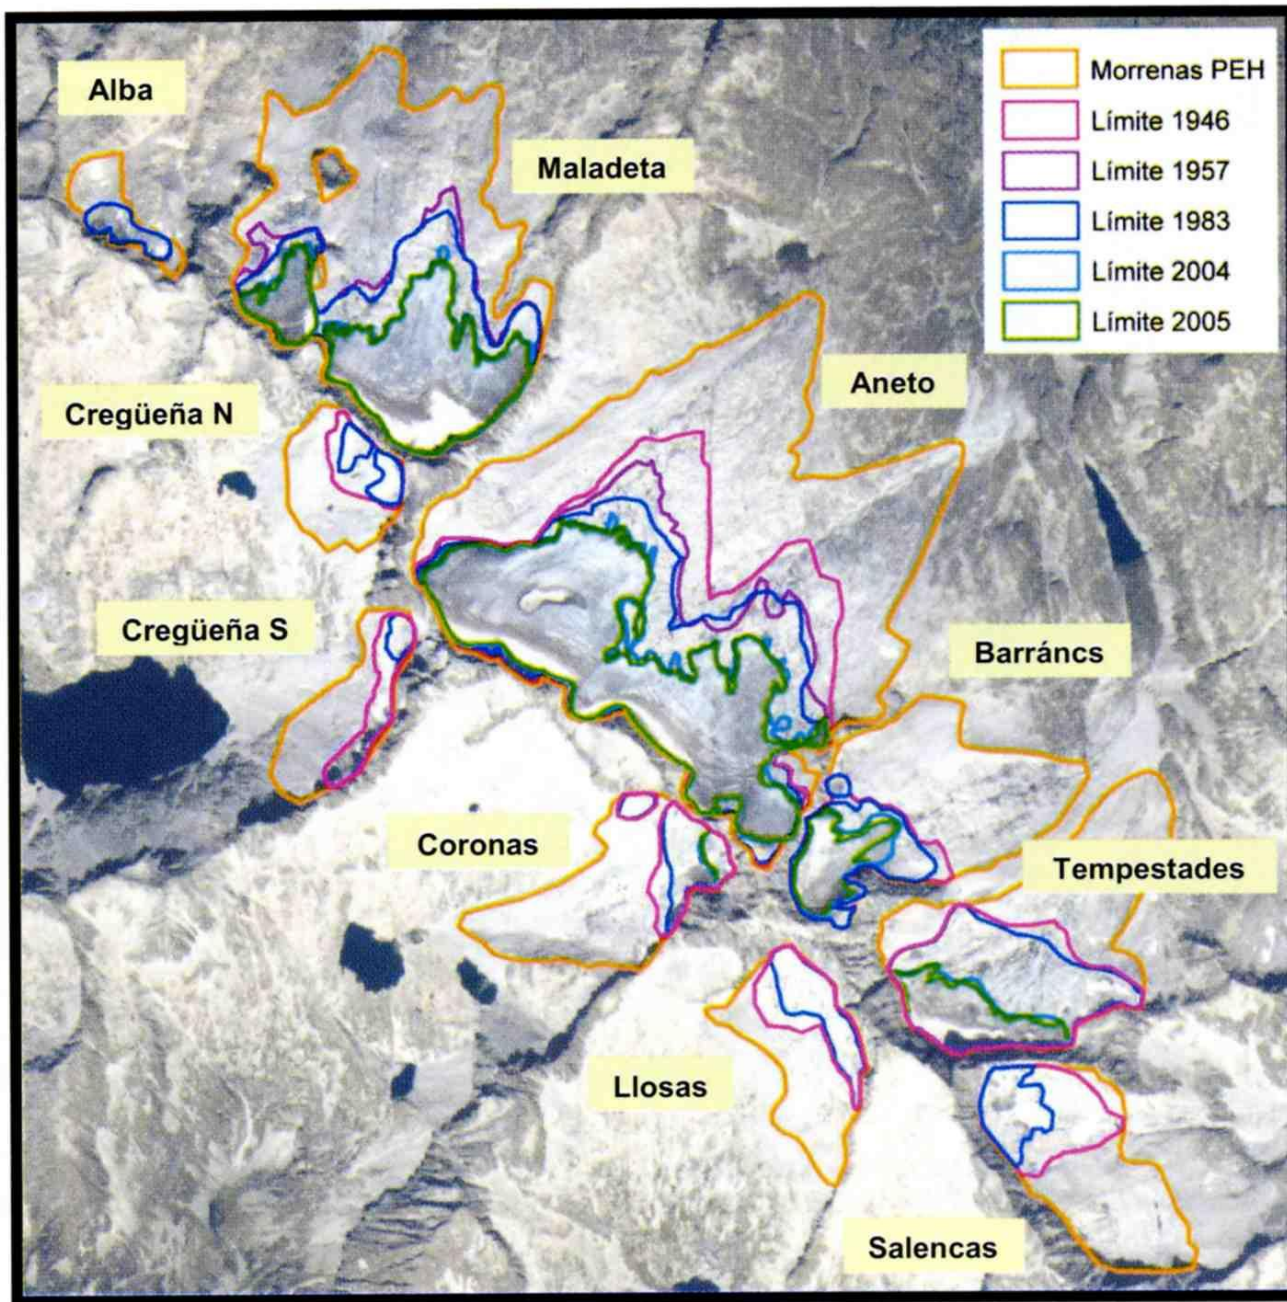 Alba
Morrenas PEH
Límite 1946
Límite 1957
Límite 1983
Límite 2004
Límite 2005
Maladeta
Aneto
Cregüeña N
Cregüeña S
Barráncs
Coronas
Tempestades
Llosas
Salencas